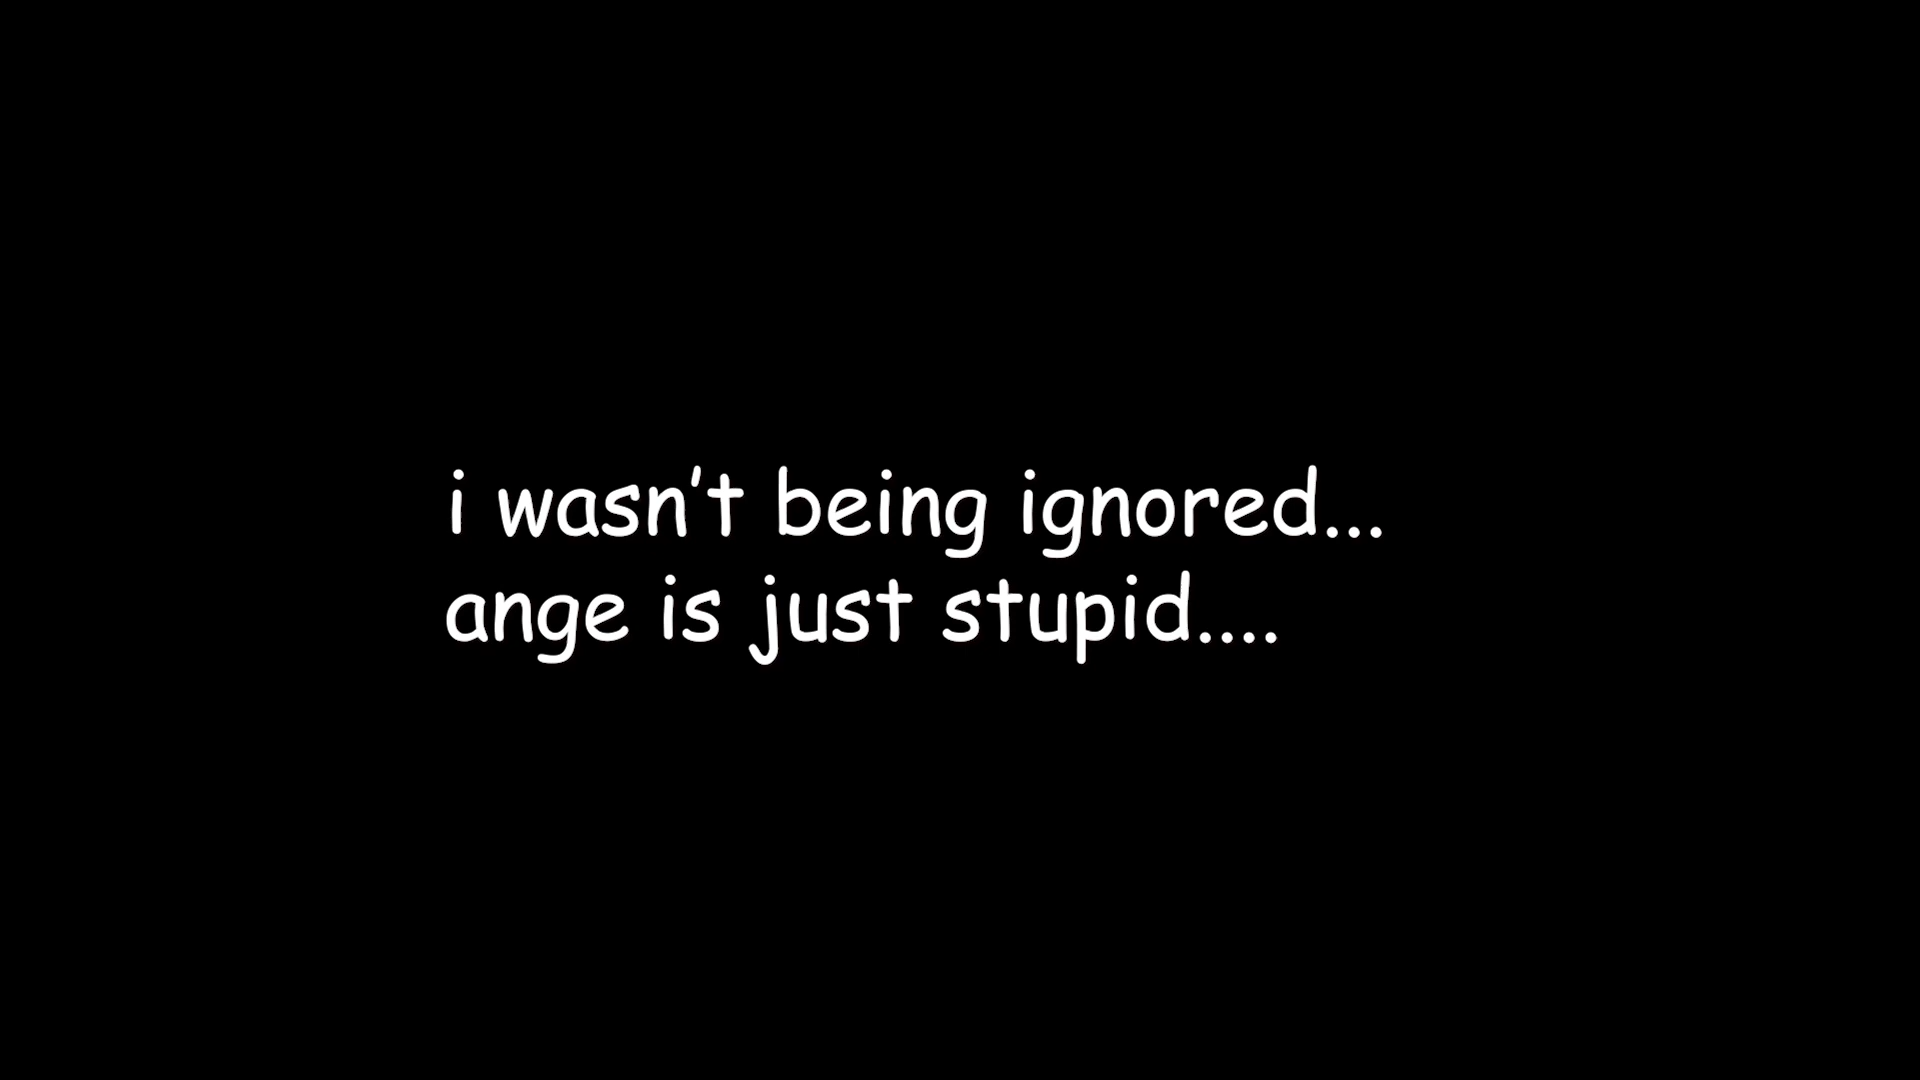 i wasn’t being ignored...
ange is just stupid....